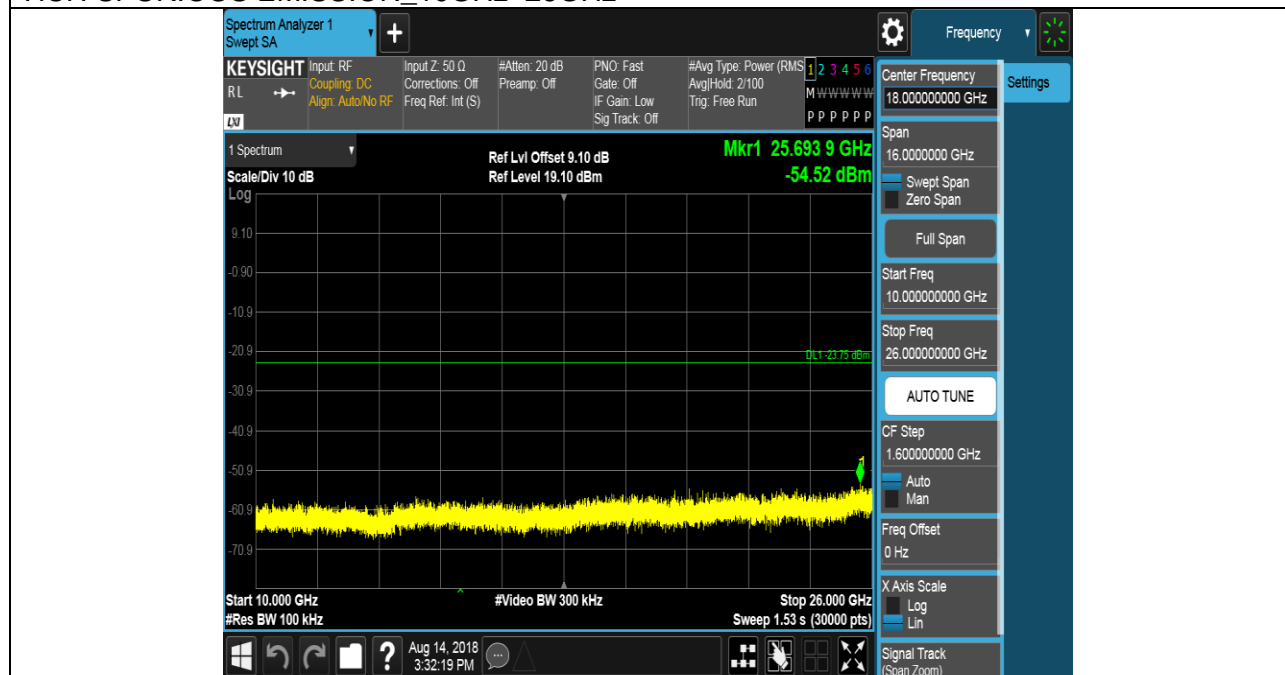 Spectrum Analyzer 1
Swept SA
+
Frequency
KEYSIGHT
RL
LXI
Input: RF
Coupling: DC
Align: Auto/No RF
Input Z: 50 Ω
Corrections: Off
Freq Ref: Int (S)
#Atten: 20 dB
Preamp: Off
PNO: Fast
Gate: Off
IF Gain: Low
Sig Track: Off
#Avg Type: Power (RMS
Avg|Hold: 2/100
Trig: Free Run
1 2 3 4 5 6
M W W W W W
P P P P P P
1 Spectrum
Scale/Div 10 dB
Log
Ref Lvl Offset 9.10 dB
Ref Level 19.10 dBm
Mkr1 25.693 9 GHz
-54.52 dBm
9.10
-0.90
-10.9
-20.9
DL1 -23.75 dBm
-30.9
-40.9
-50.9
1
-60.9
-70.9
Start 10.000 GHz
#Res BW 100 kHz
#Video BW 300 kHz
Stop 26.000 GHz
Sweep 1.53 s (30000 pts)
Center Frequency
18.000000000 GHz
Settings
Span
16.0000000 GHz
Swept Span
Zero Span
Full Span
Start Freq
10.000000000 GHz
Stop Freq
26.000000000 GHz
AUTO TUNE
CF Step
1.600000000 GHz
Auto
Man
Freq Offset
0 Hz
X Axis Scale
Log
Lin
Signal Track
(Span Zoom)
?
Aug 14, 2018
3:32:19 PM